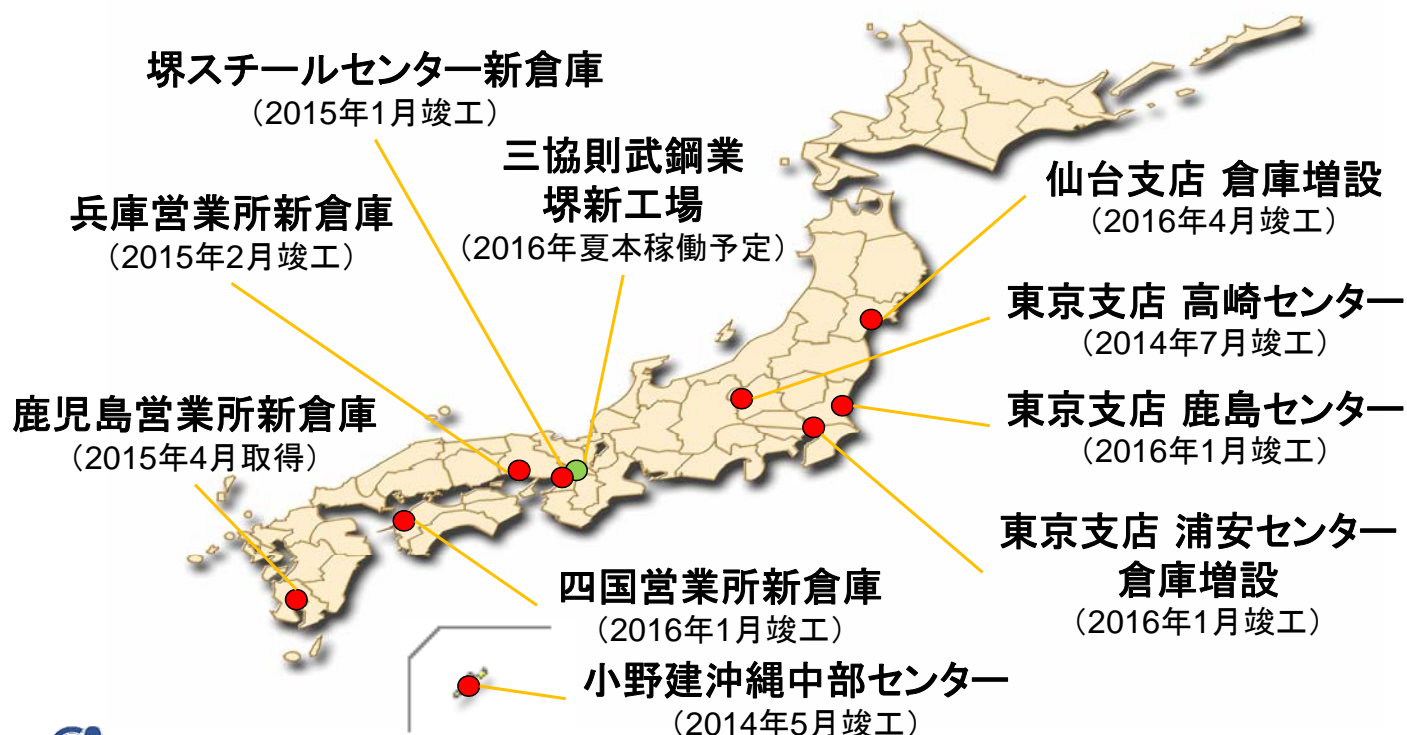 堺スチールセンター新倉庫
（2015年1月竣工）
三協則武鋼業
堺新工場
（2016年夏本稼働予定）
兵庫営業所新倉庫
（2015年2月竣工）
鹿児島営業所新倉庫
（2015年4月取得）
仙台支店 倉庫増設
（2016年4月竣工）
東京支店 高崎センター
（2014年7月竣工）
東京支店 鹿島センター
（2016年1月竣工）
東京支店 浦安センター
倉庫増設
（2016年1月竣工）
四国営業所新倉庫
（2016年1月竣工）
小野建沖縄中部センター
（2014年5月竣工）